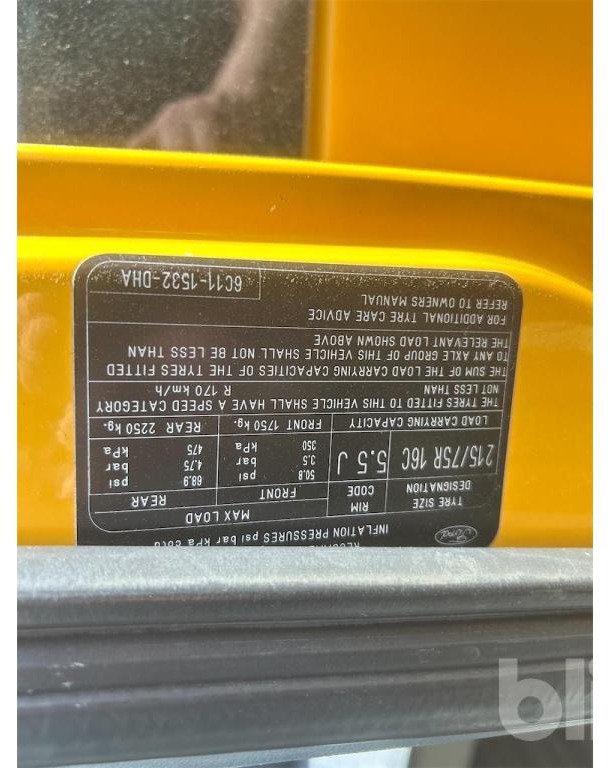 RECOM
INFLATION PRESSURES psi bar kPa cold
Ford
TYRE SIZE DESIGNATION
RIM CODE
MAX LOAD
FRONT
REAR
215/75R 16C
5.5 J
50.8 psi 68.9 psi
3.5 bar 4.75 bar
350 kPa 475 kPa
LOAD CARRYING CAPACITY
FRONT 1750 kg.
REAR 2250 kg.
THE TYRES FITTED TO THIS VEHICLE SHALL HAVE A SPEED CATEGORY
NOT LESS THAN R 170 km/h
THAN
THE SUM OF THE LOAD CARRYING CAPACITIES OF THE TYRES FITTED
TO ANY AXLE GROUP OF THIS VEHICLE SHALL NOT BE LESS THAN
THE RELEVANT LOAD SHOWN ABOVE
FOR ADDITIONAL TYRE CARE ADVICE
REFER TO OWNERS MANUAL
6C11-1532-DHA
bli